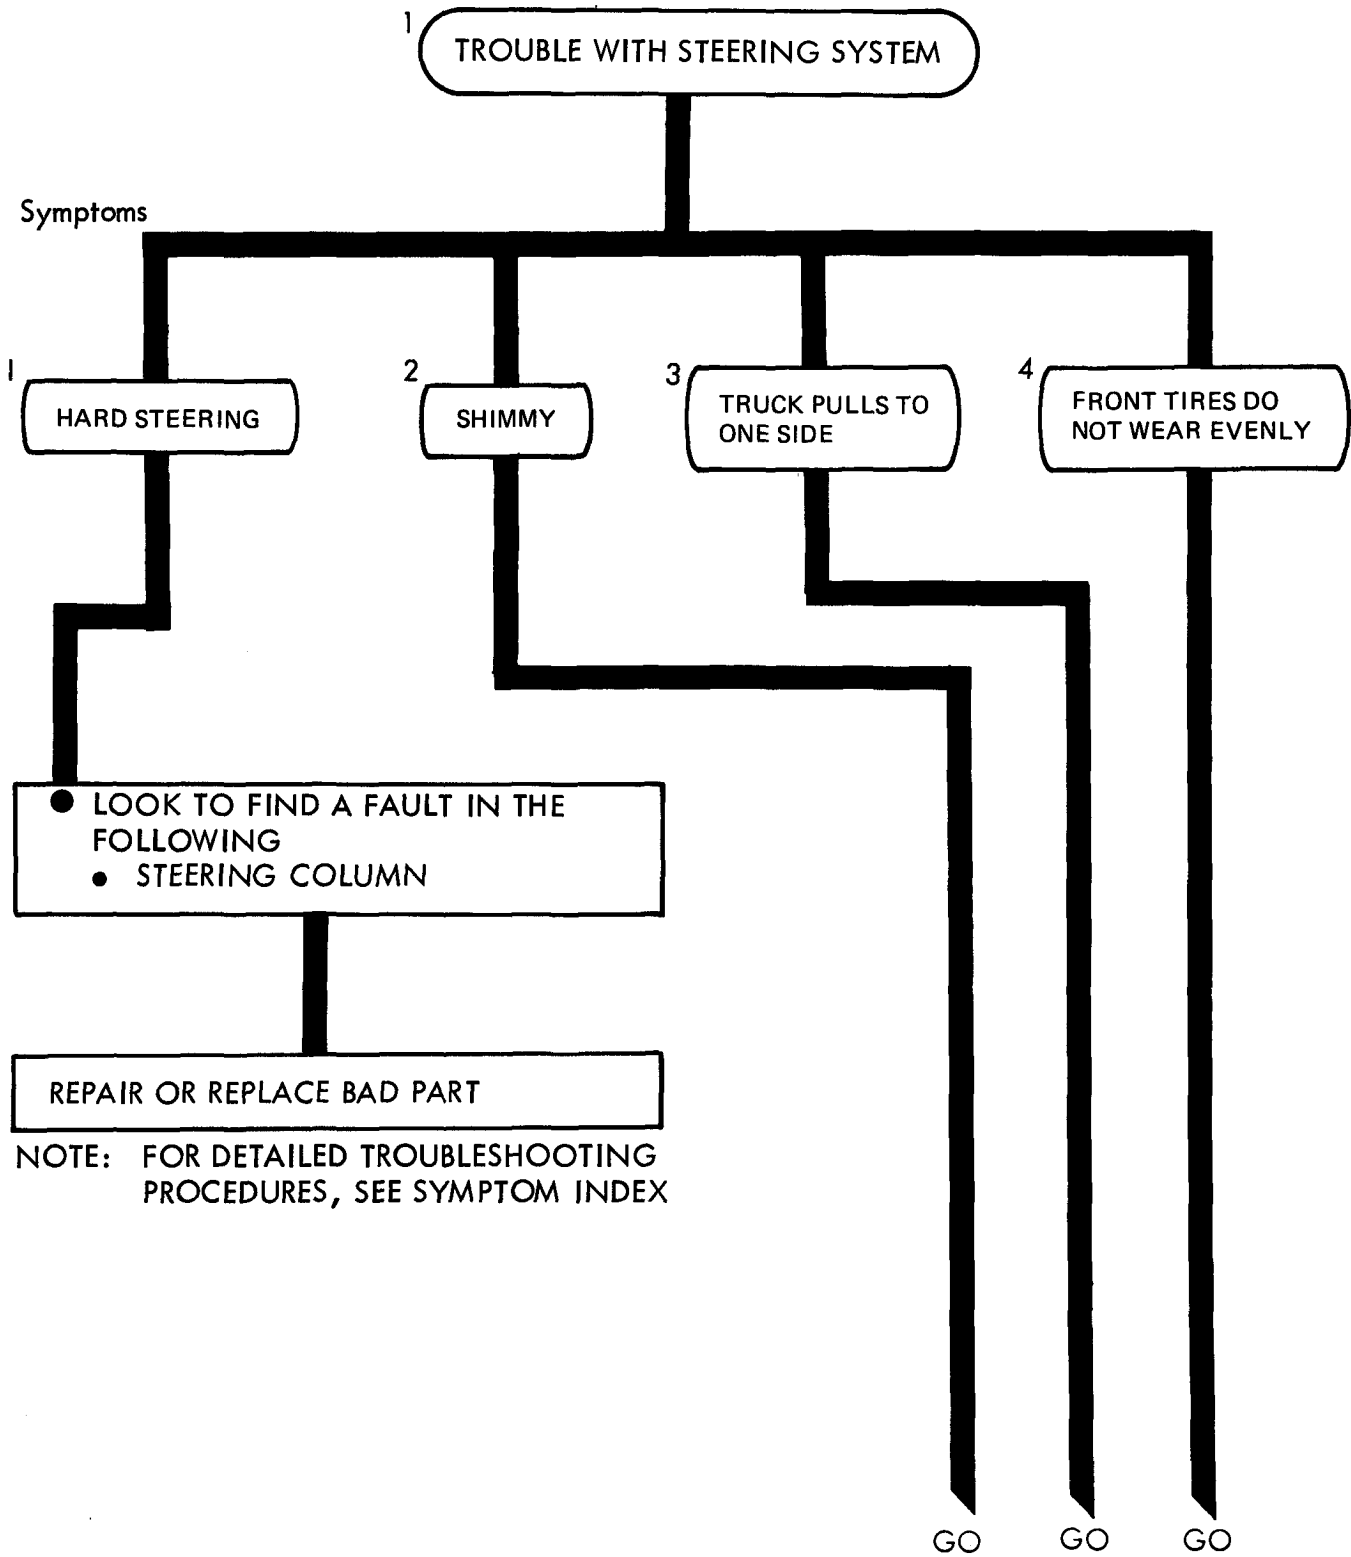 1
TROUBLE WITH STEERING SYSTEM
Symptoms
1
HARD STEERING
2
SHIMMY
3
TRUCK PULLS TO
ONE SIDE
4
FRONT TIRES DO
NOT WEAR EVENLY
● LOOK TO FIND A FAULT IN THE
FOLLOWING
● STEERING COLUMN
REPAIR OR REPLACE BAD PART
NOTE: FOR DETAILED TROUBLESHOOTING
PROCEDURES, SEE SYMPTOM INDEX
GO
GO
GO